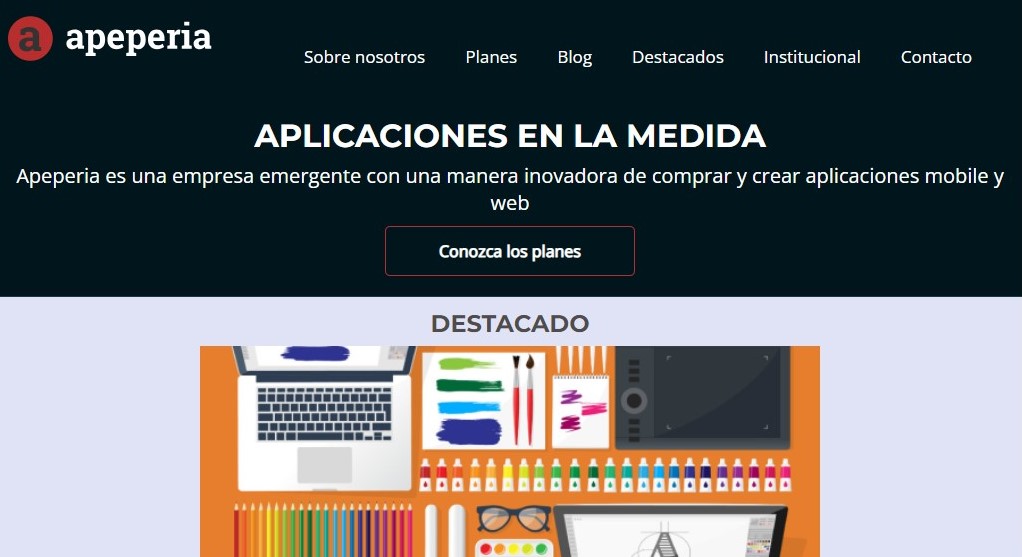 a apeperia
Sobre nosotros Planes Blog Destacados Institucional Contacto
APLICACIONES EN LA MEDIDA
Apeperia es una empresa emergente con una manera inovadora de comprar y crear aplicaciones mobile y
web
Conozca los planes
DESTACADO